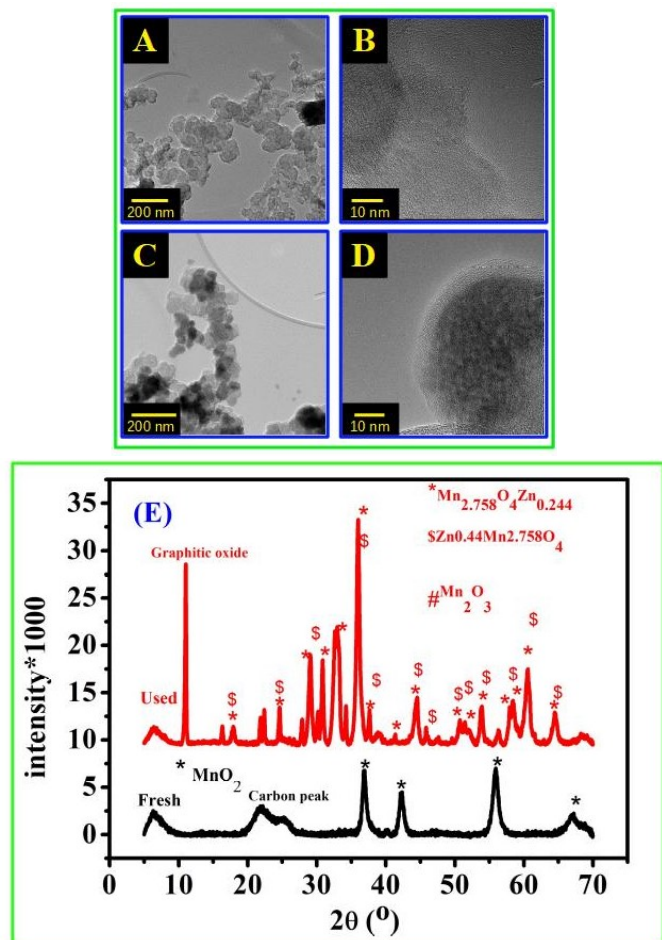 A
B
200 nm
10 nm
C
D
200 nm
10 nm
(E)
*Mn2.758O4Zn0.244
$Zn0.44Mn2.758O4
#Mn2O3
Graphitic oxide
Used
* MnO2
Fresh
Carbon peak
* $ * $ * * $ * * $ $ * * $ * $ $ * * $ * $ * * $ * $
* * * *
35
30
25
20
15
10
5
0
intensity*1000
0 10 20 30 40 50 60 70
2θ (º)